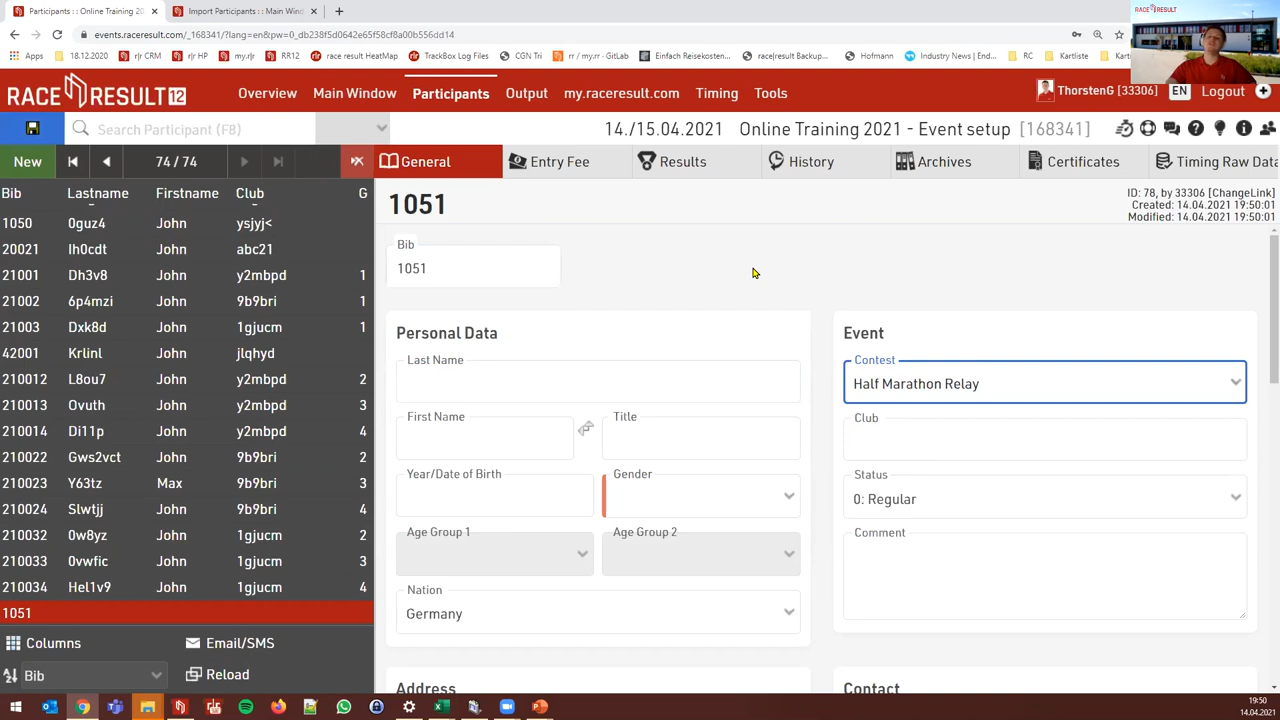 Participants : : Online Training 202
Import Participants : : Main Wind
events.raceresult.com/_168341/?lang=en&pw=0_db238f5d0642e65f58cf8a00b556dd14
Apps
18.12.2020
r|r CRM
r|r HP
my.r|r
RR12
race result HeatMap
TrackBox Log Files
CGN Tri
rr / my.rr · GitLab
Einfach Reisekosten...
race|result Backup...
Hofmann
Industry News | End...
RC
Kart
Kart
RACE RESULT
RACE RESULT 12
Overview
Main Window
Participants
Output
my.raceresult.com
Timing
Tools
ThorstenG [33306]
EN
Logout
Search Participant (F8)
14./15.04.2021 Online Training 2021 - Event setup [168341]
New
74 / 74
General
Entry Fee
Results
History
Archives
Certificates
Timing Raw Data
Bib Lastname Firstname Club G
1050 0guz4 John ysjyj<
20021 Ih0cdt John abc21
21001 Dh3v8 John y2mbpd 1
21002 6p4mzi John 9b9bri 1
21003 Dxk8d John 1gjucm 1
42001 Krlinl John jlqhyd
210012 L8ou7 John y2mbpd 2
210013 Ovuth John y2mbpd 3
210014 Di11p John y2mbpd 4
210022 Gws2vct John 9b9bri 2
210023 Y63tz Max 9b9bri 3
210024 Slwtjj John 9b9bri 4
210032 0w8yz John 1gjucm 2
210033 0vwfic John 1gjucm 3
210034 Hel1v9 John 1gjucm 4
1051
Columns
Email/SMS
Bib
Reload
1051
ID: 78, by 33306 [ChangeLink]
Created: 14.04.2021 19:50:01
Modified: 14.04.2021 19:50:01
Bib
1051
Personal Data
Last Name
First Name
Title
Year/Date of Birth
Gender
Age Group 1
Age Group 2
Nation
Germany
Address
Event
Contest
Half Marathon Relay
Club
Status
0: Regular
Comment
Contact
19:50
14.04.2021